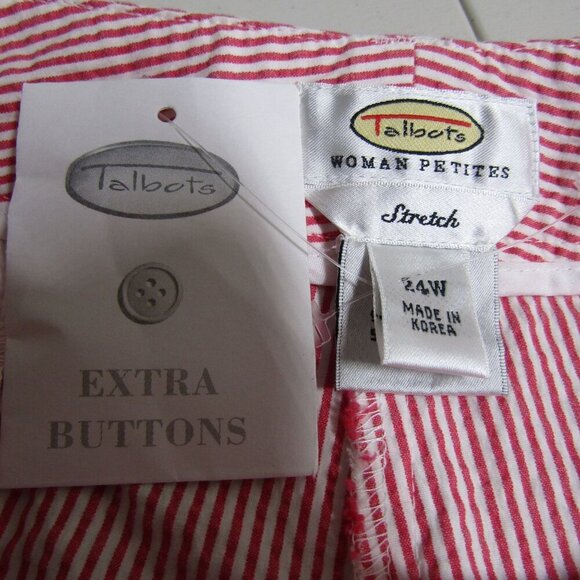 Talbots
EXTRA
BUTTONS
Talbots
WOMAN PETITES
Stretch
24W
MADE IN
KOREA